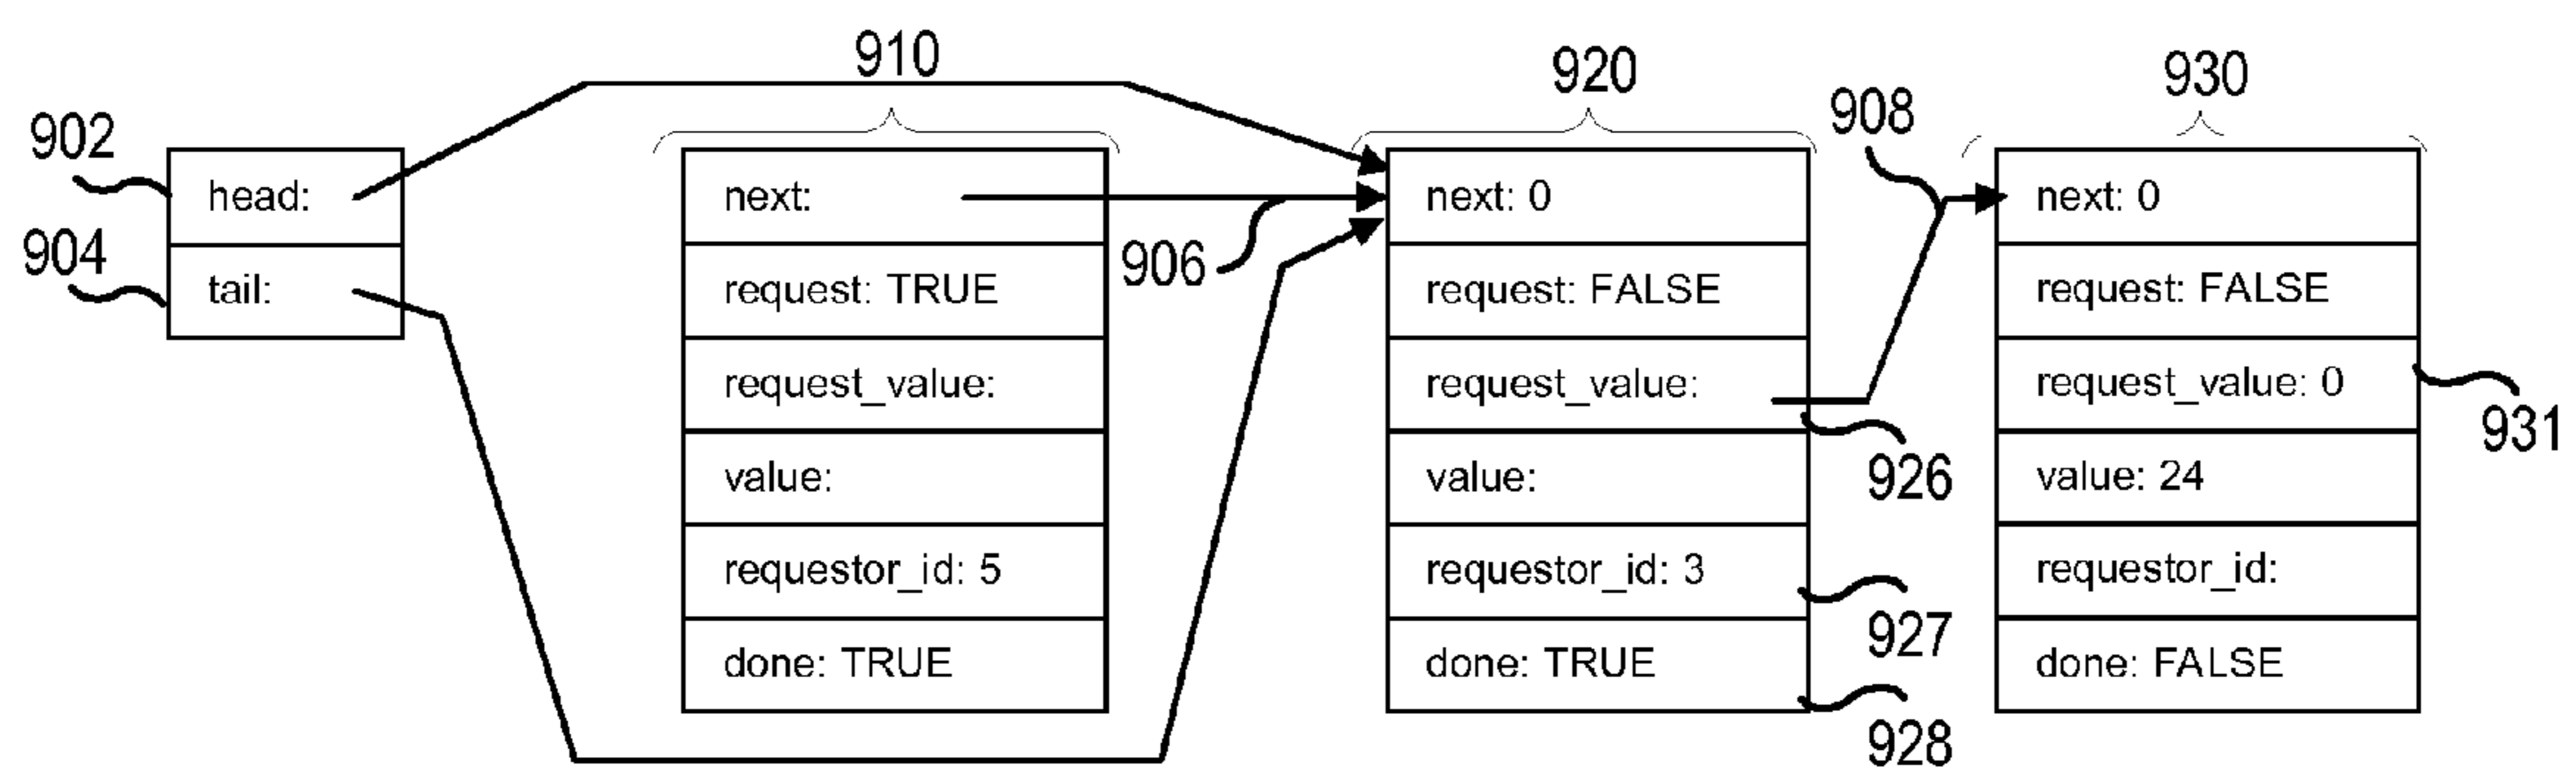 910
920
930
908
902
head:
904
tail:
next:
request: TRUE
request_value:
value:
requestor_id: 5
done: TRUE
906
next: 0
request: FALSE
request_value:
value:
requestor_id: 3
done: TRUE
926
927
928
next: 0
request: FALSE
request_value: 0
value: 24
requestor_id:
done: FALSE
931